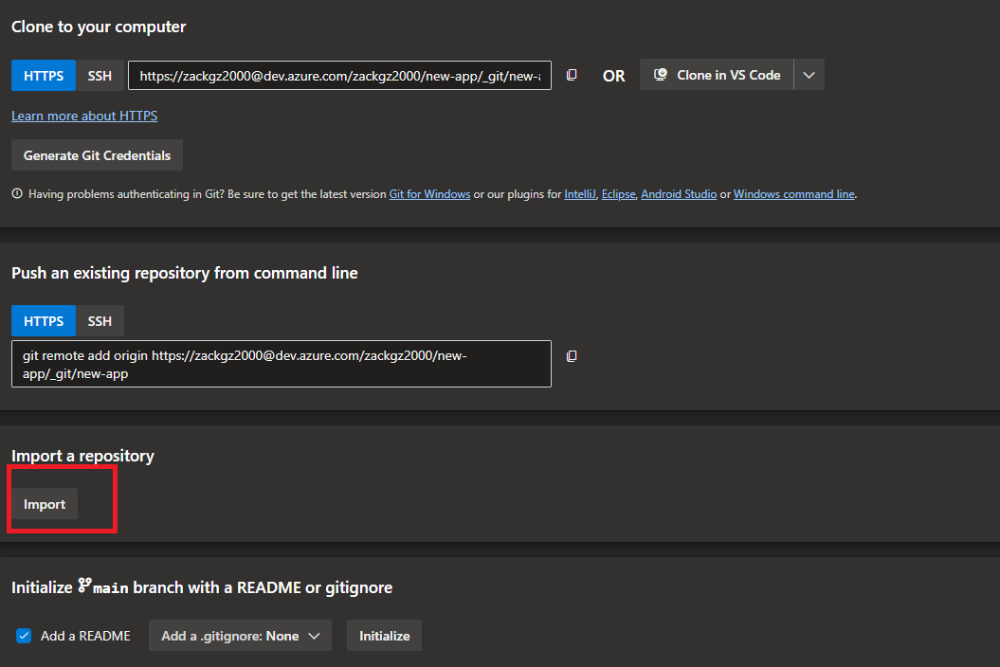 Clone to your computer
HTTPS SSH https://zackgz2000@dev.azure.com/zackgz2000/new-app/_git/new- OR Clone in VS Code
Learn more about HTTPS
Generate Git Credentials
Having problems authenticating in Git? Be sure to get the latest version Git for Windows or our plugins for IntelliJ, Eclipse, Android Studio or Windows command line.
Push an existing repository from command line
HTTPS SSH
git remote add origin https://zackgz2000@dev.azure.com/zackgz2000/new-
app/_git/new-app
Import a repository
Import
Initialize main branch with a README or gitignore
Add a README Add a .gitignore: None Initialize